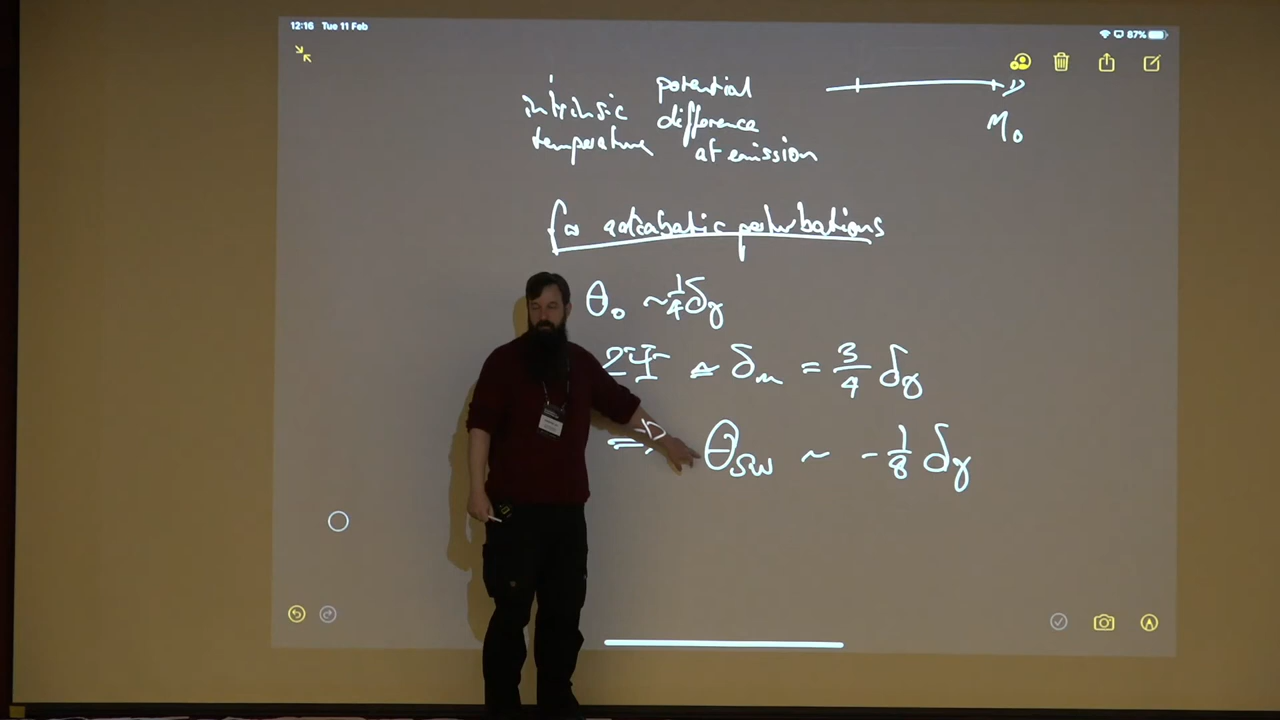 12:16 Tue 11 Feb
87%
intrinsic temperature
potential difference at emission
η₀
for adiabatic perturbations
Θ₀ ~ 1/4 δγ
2Ψ ≏ δm = 3/4 δγ
=> Θsw ~ - 1/8 δγ